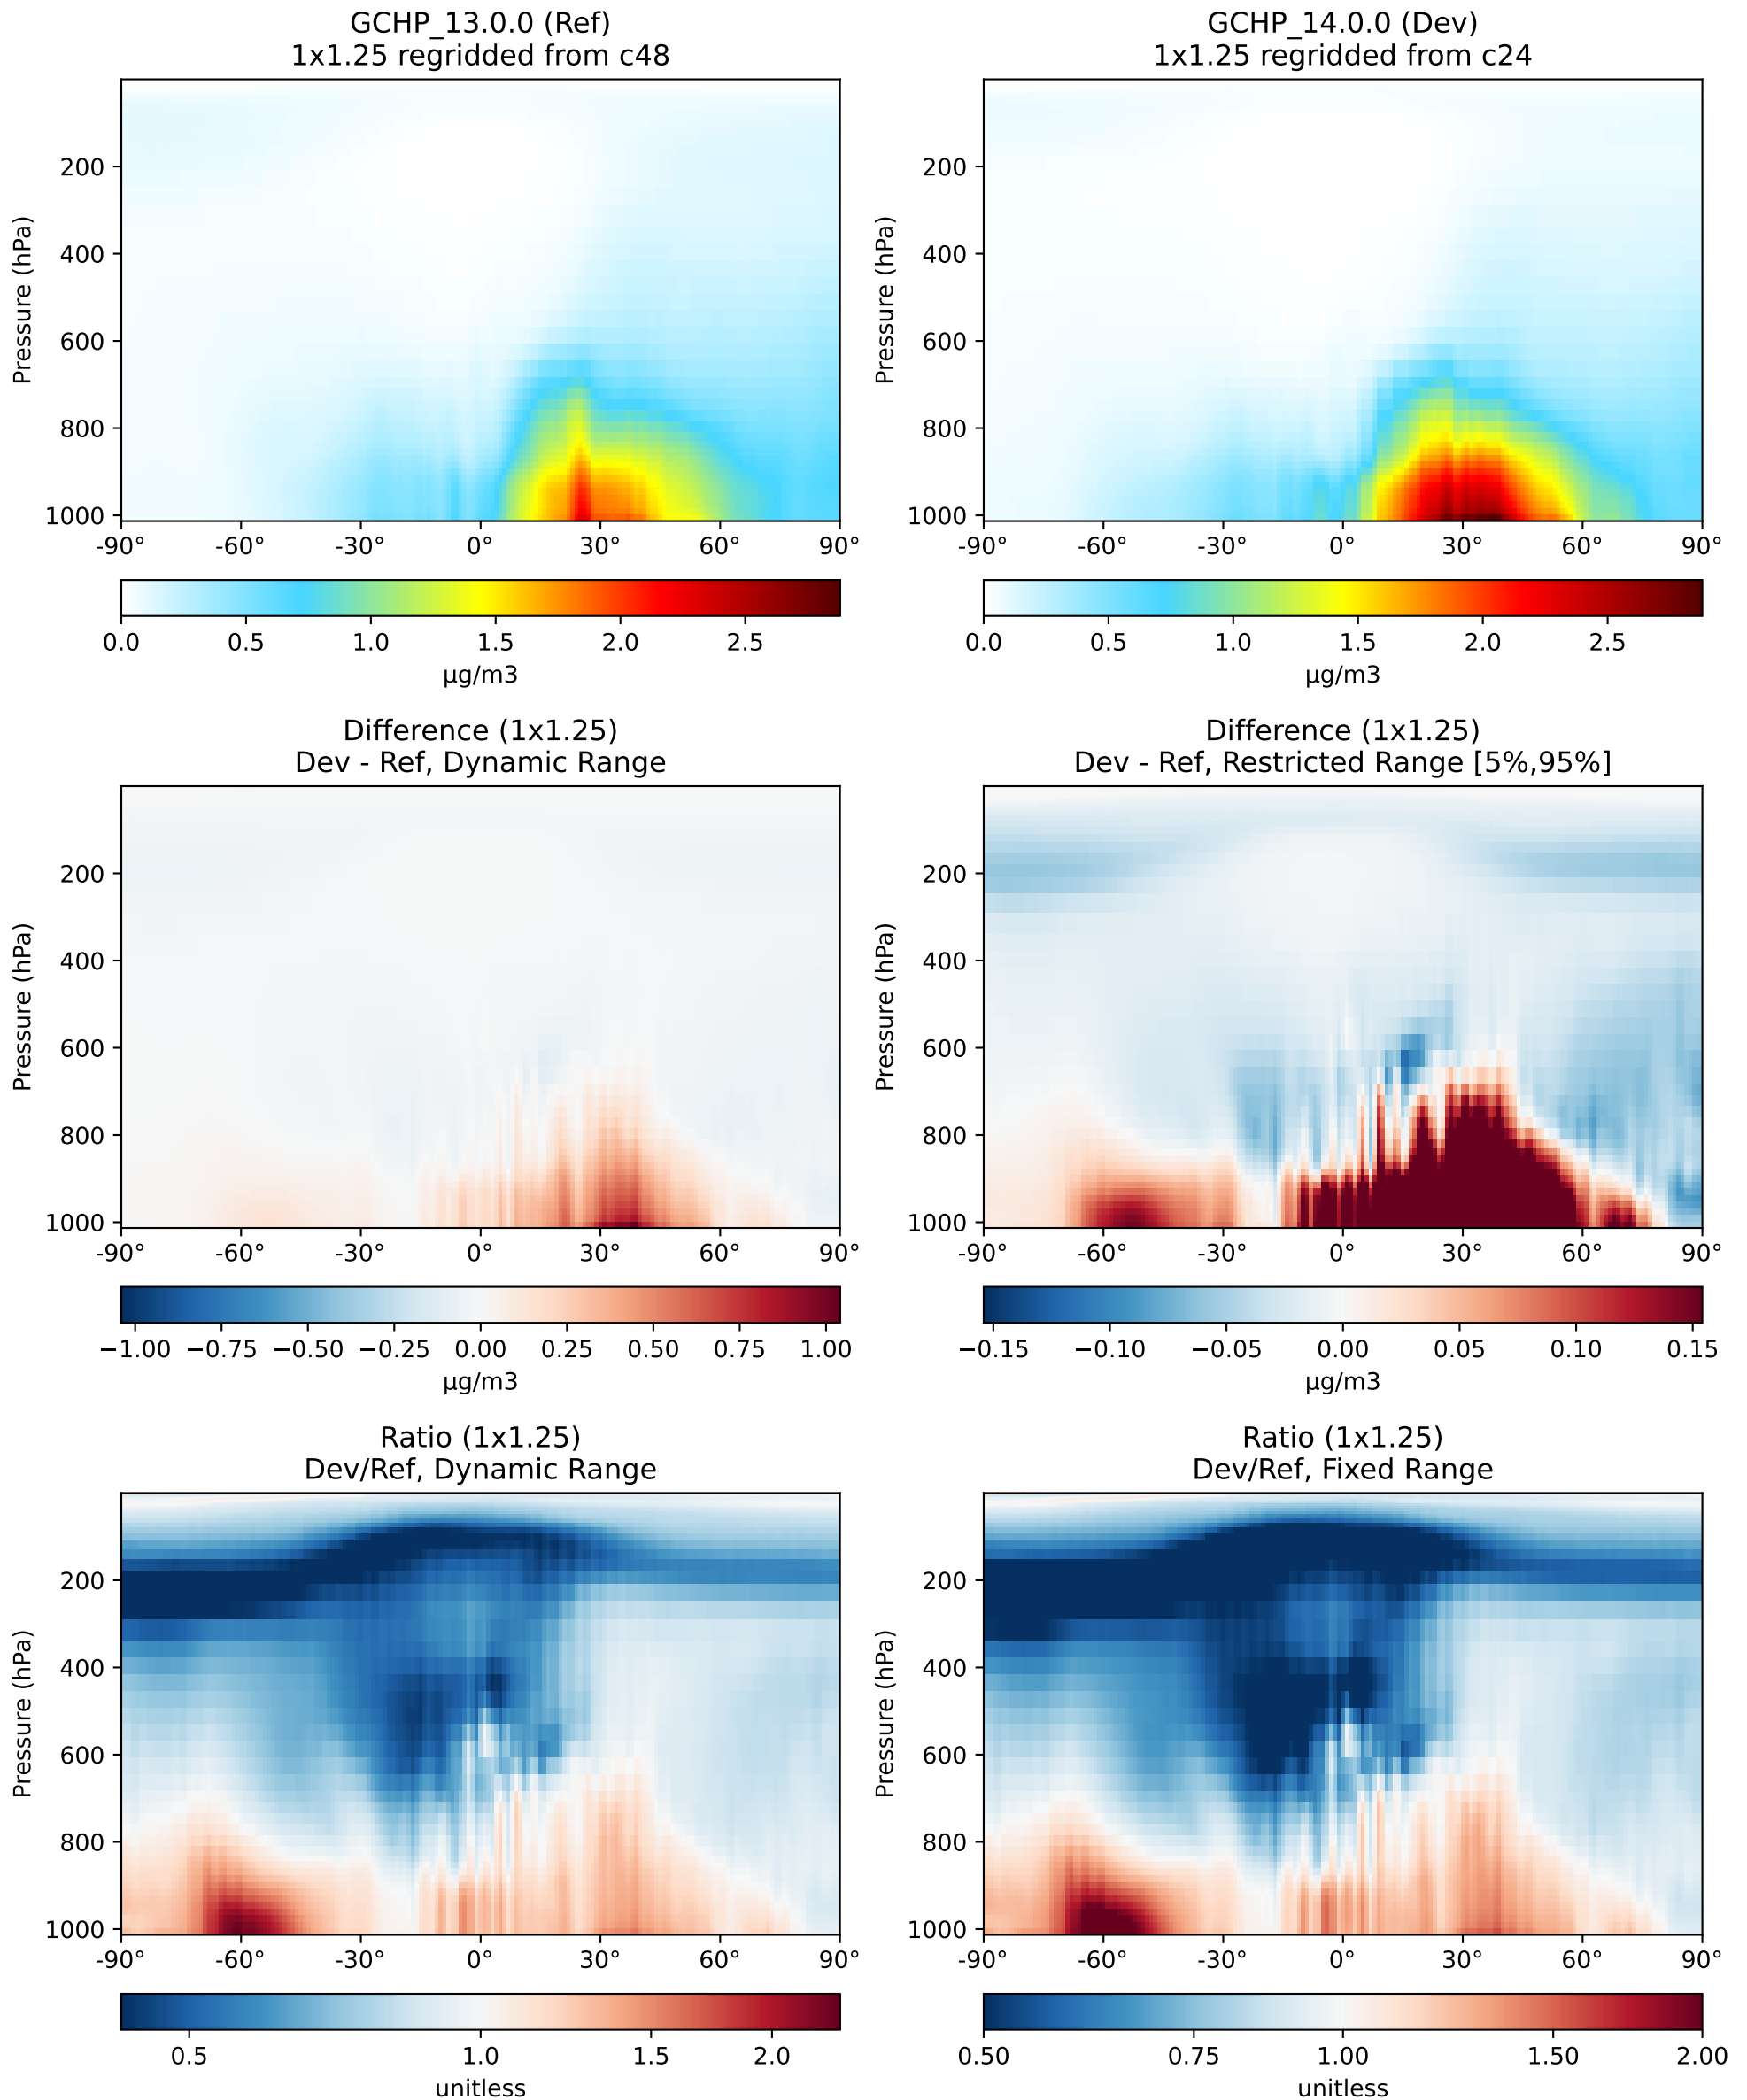 GCHP_13.0.0 (Ref)
1x1.25 regridded from c48
Pressure (hPa)
200
400
600
800
1000
-90° -60° -30° 0° 30° 60° 90°
0.0 0.5 1.0 1.5 2.0 2.5
µg/m3
GCHP_14.0.0 (Dev)
1x1.25 regridded from c24
Pressure (hPa)
200
400
600
800
1000
-90° -60° -30° 0° 30° 60° 90°
0.0 0.5 1.0 1.5 2.0 2.5
µg/m3
Difference (1x1.25)
Dev - Ref, Dynamic Range
Pressure (hPa)
200
400
600
800
1000
-90° -60° -30° 0° 30° 60° 90°
−1.00 −0.75 −0.50 −0.25 0.00 0.25 0.50 0.75 1.00
µg/m3
Difference (1x1.25)
Dev - Ref, Restricted Range [5%,95%]
Pressure (hPa)
200
400
600
800
1000
-90° -60° -30° 0° 30° 60° 90°
−0.15 −0.10 −0.05 0.00 0.05 0.10 0.15
µg/m3
Ratio (1x1.25)
Dev/Ref, Dynamic Range
Pressure (hPa)
200
400
600
800
1000
-90° -60° -30° 0° 30° 60° 90°
0.5 1.0 1.5 2.0
unitless
Ratio (1x1.25)
Dev/Ref, Fixed Range
Pressure (hPa)
200
400
600
800
1000
-90° -60° -30° 0° 30° 60° 90°
0.50 0.75 1.00 1.50 2.00
unitless